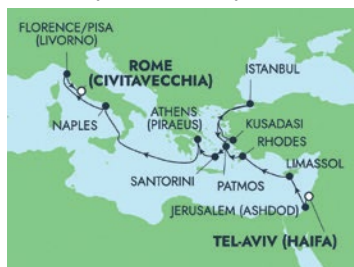 FLORENCE/PISA
(LIVORNO)
ROME
(CIVITAVECCHIA)
ISTANBUL
NAPLES
ATHENS
(PIRAEUS)
KUSADASI
RHODES
LIMASSOL
SANTORINI
PATMOS
JERUSALEM (ASHDOD)
TEL-AVIV (HAIFA)